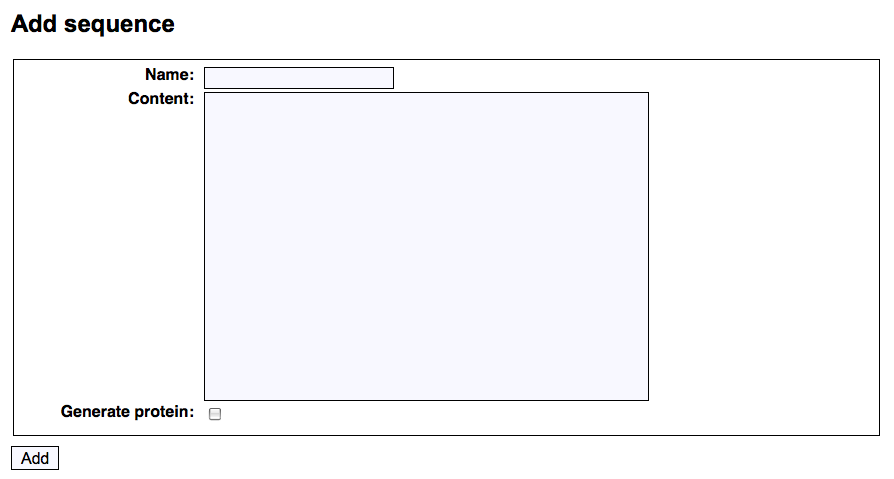 Add sequence
Name:
Content:
Generate protein:
Add